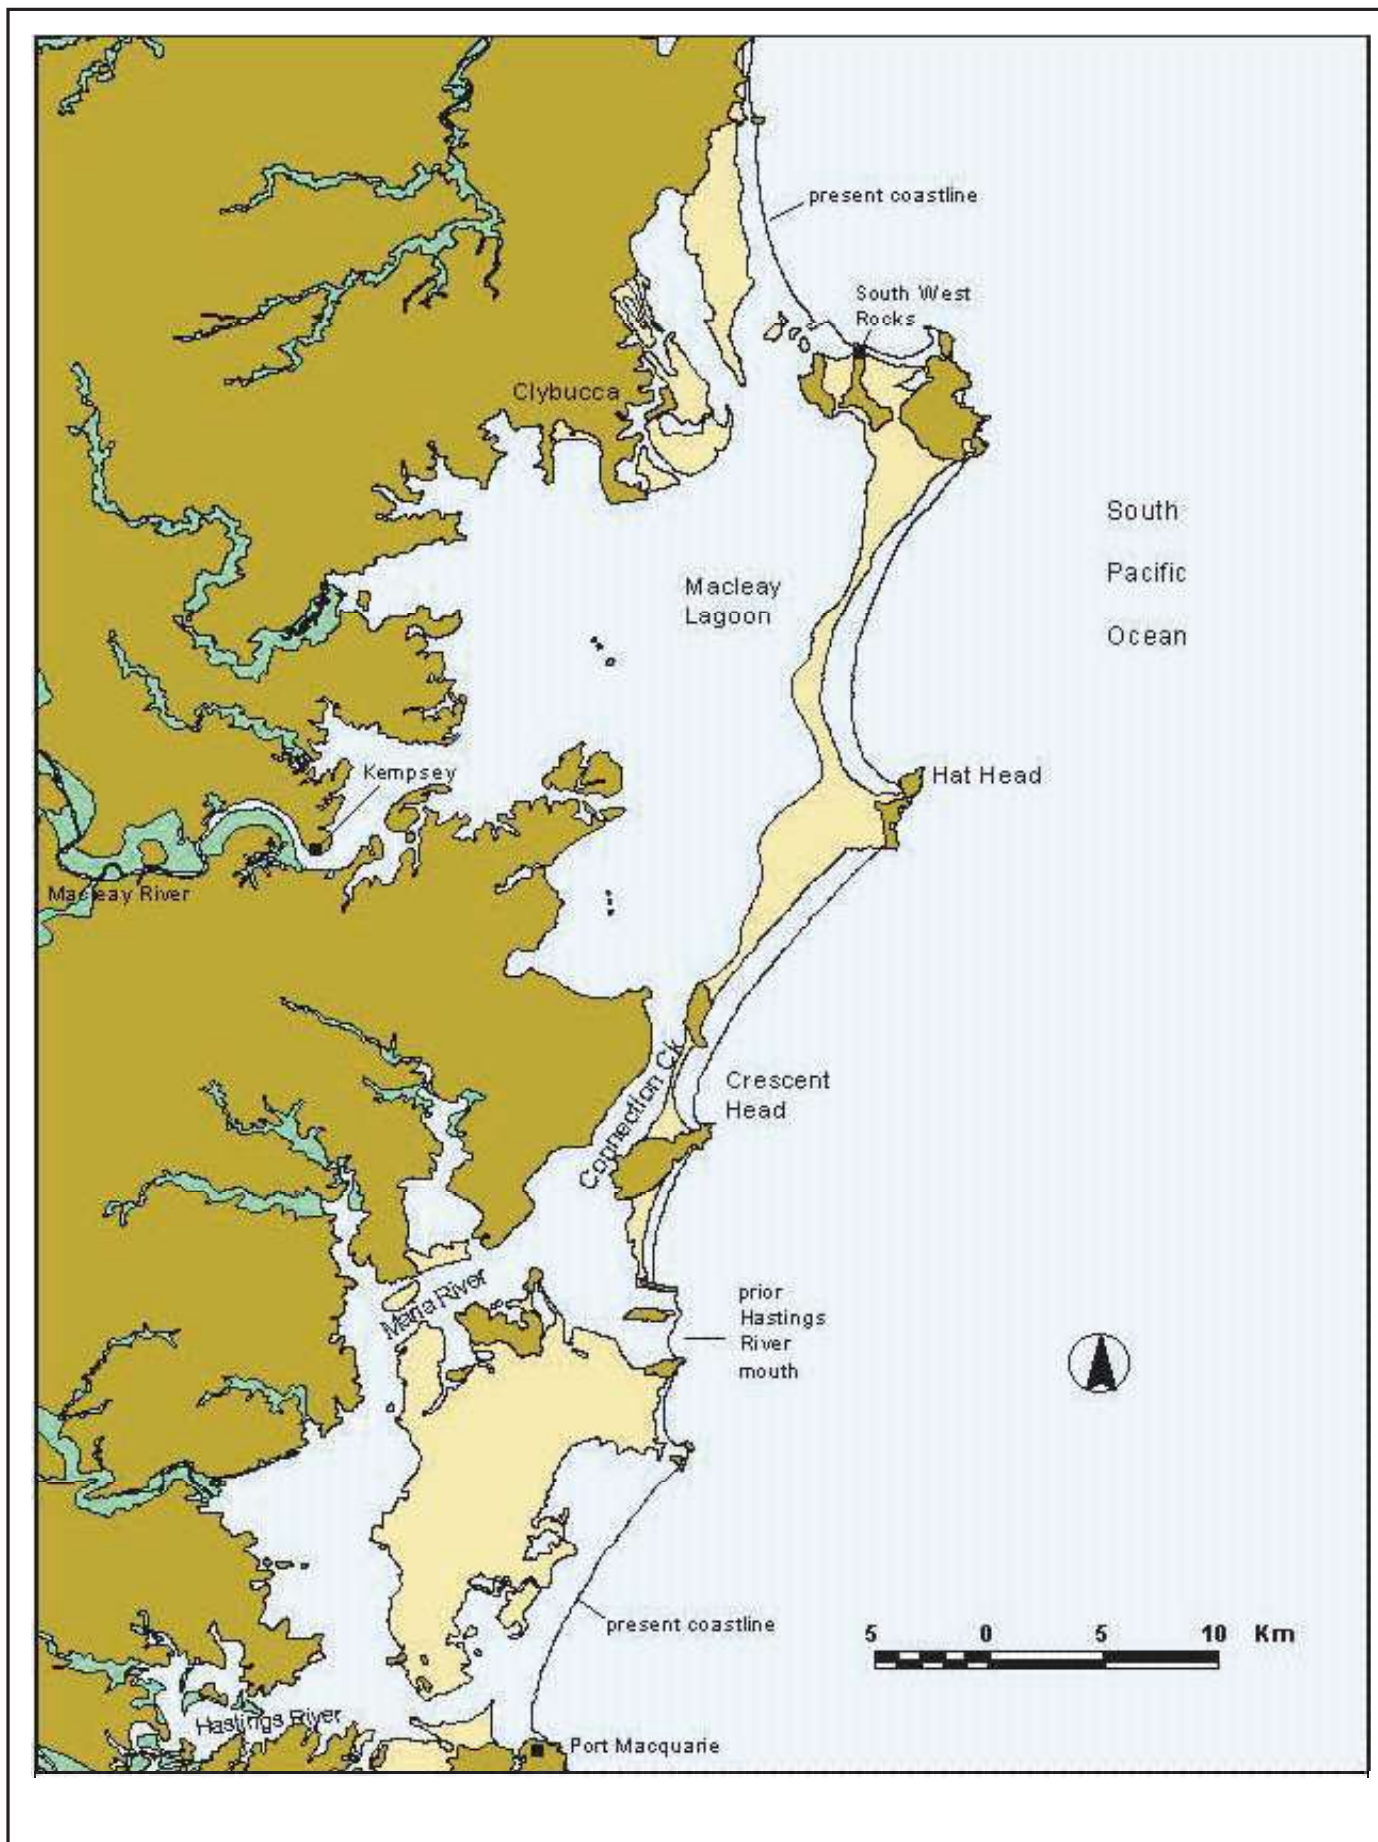 present coastline
South West
Rocks
Clybucca
South
Pacific
Ocean
Macleay
Lagoon
Kempsey
Hat Head
Macleay River
Connection Ck
Crescent
Head
Maria River
prior
Hastings
River
mouth
present coastline
5 0 5 10 Km
Hastings River
Port Macquarie